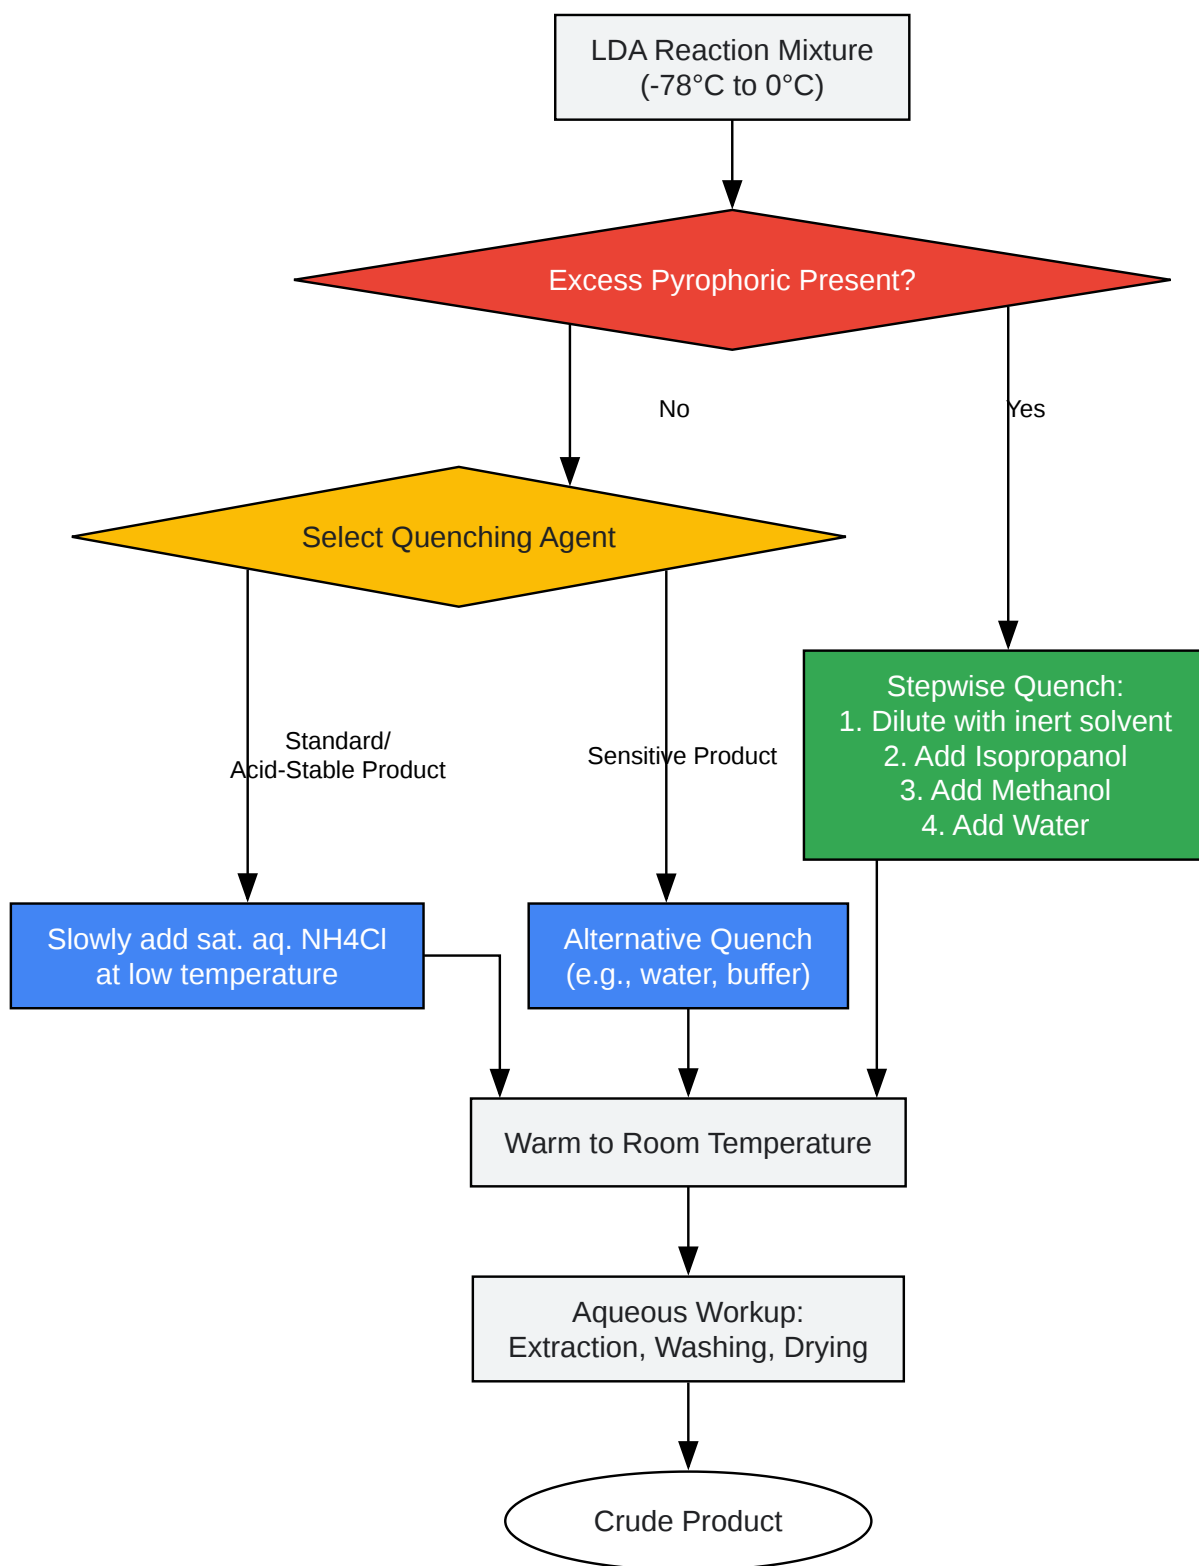 LDA Reaction Mixture
(-78°C to 0°C)
Excess Pyrophoric Present?
No
Yes
Select Quenching Agent
Standard/
Acid-Stable Product
Sensitive Product
Stepwise Quench:
1. Dilute with inert solvent
2. Add Isopropanol
3. Add Methanol
4. Add Water
Slowly add sat. aq. NH4Cl
at low temperature
Alternative Quench
(e.g., water, buffer)
Warm to Room Temperature
Aqueous Workup:
Extraction, Washing, Drying
Crude Product